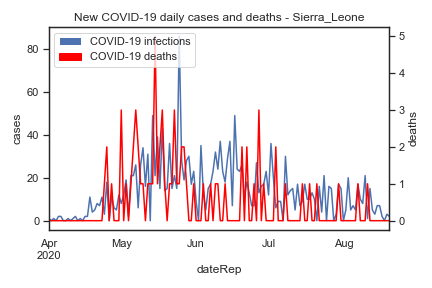 New COVID-19 daily cases and deaths - Sierra_Leone
COVID-19 infections
COVID-19 deaths
80
60
40
20
0
cases
5
4
3
2
1
0
deaths
Apr
2020
May
Jun
Jul
Aug
dateRep